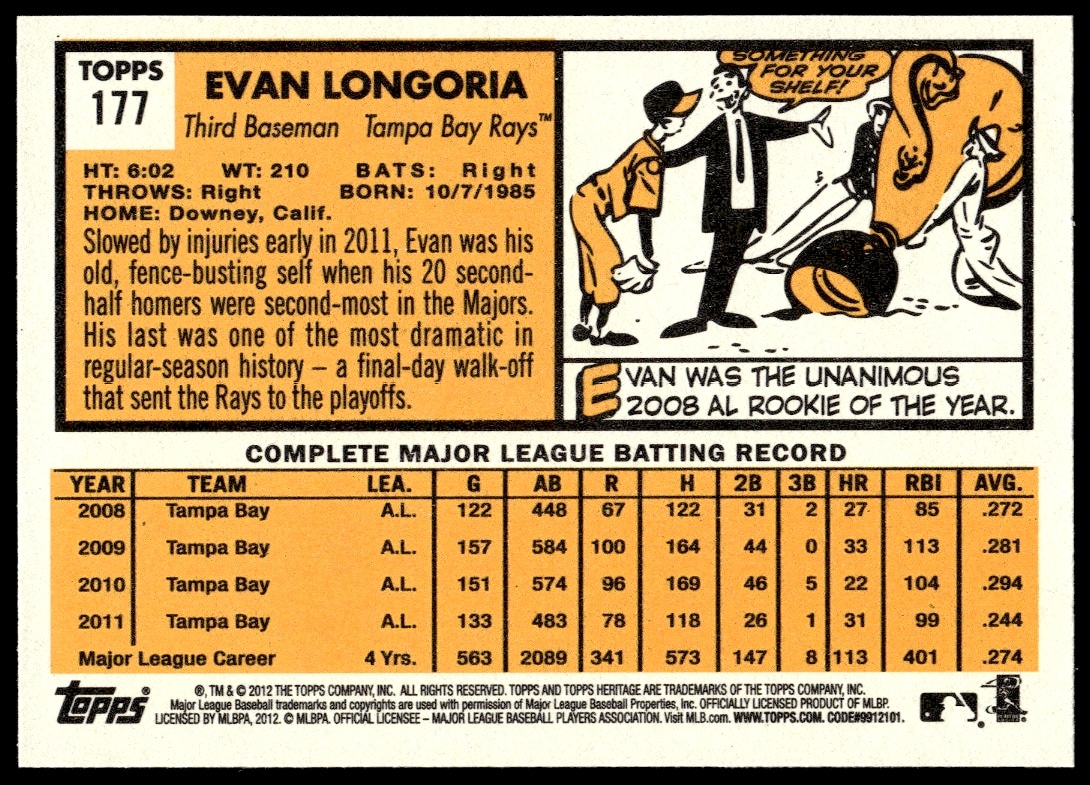 TOPPS
177
EVAN LONGORIA
Third Baseman Tampa Bay Rays™
HT: 6:02 WT: 210 BATS: Right
THROWS: Right BORN: 10/7/1985
HOME: Downey, Calif.
Slowed by injuries early in 2011, Evan was his
old, fence-busting self when his 20 second-
half homers were second-most in the Majors.
His last was one of the most dramatic in
regular-season history – a final-day walk-off
that sent the Rays to the playoffs.
SOMETHING
FOR YOUR
SHELF!
EVAN WAS THE UNANIMOUS
2008 AL ROOKIE OF THE YEAR.
COMPLETE MAJOR LEAGUE BATTING RECORD
YEAR TEAM LEA. G AB R H 2B 3B HR RBI AVG.
2008 Tampa Bay A.L. 122 448 67 122 31 2 27 85 .272
2009 Tampa Bay A.L. 157 584 100 164 44 0 33 113 .281
2010 Tampa Bay A.L. 151 574 96 169 46 5 22 104 .294
2011 Tampa Bay A.L. 133 483 78 118 26 1 31 99 .244
Major League Career 4 Yrs. 563 2089 341 573 147 8 113 401 .274
Topps®
®, TM & © 2012 THE TOPPS COMPANY, INC. ALL RIGHTS RESERVED. TOPPS AND TOPPS HERITAGE ARE TRADEMARKS OF THE TOPPS COMPANY, INC.
Major League Baseball trademarks and copyrights are used with permission of Major League Baseball Properties, Inc. OFFICIALLY LICENSED PRODUCT OF MLBP.
LICENSED BY MLBPA, 2012. © MLBPA. OFFICIAL LICENSEE – MAJOR LEAGUE BASEBALL PLAYERS ASSOCIATION. Visit MLB.com. WWW.TOPPS.COM. CODE#9912101.